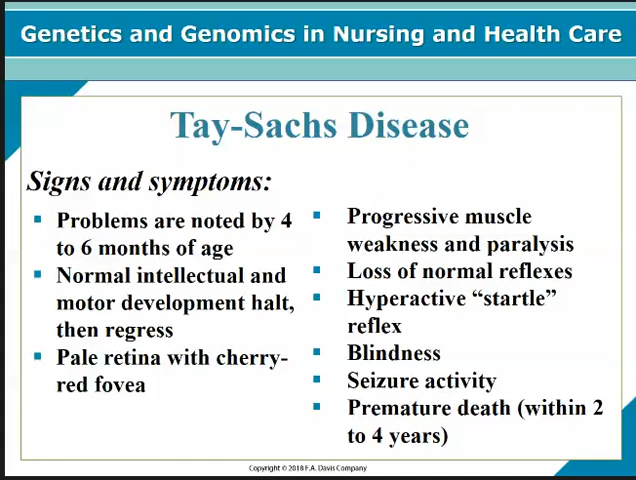 Genetics and Genomics in Nursing and Health Care
Tay-Sachs Disease
Signs and symptoms:
Problems are noted by 4
to 6 months of age
Normal intellectual and
motor development halt,
then regress
Pale retina with cherry-
red fovea
Progressive muscle
weakness and paralysis
Loss of normal reflexes
Hyperactive “startle”
reflex
Blindness
Seizure activity
Premature death (within 2
to 4 years)
Copyright © 2018 F.A. Davis Company